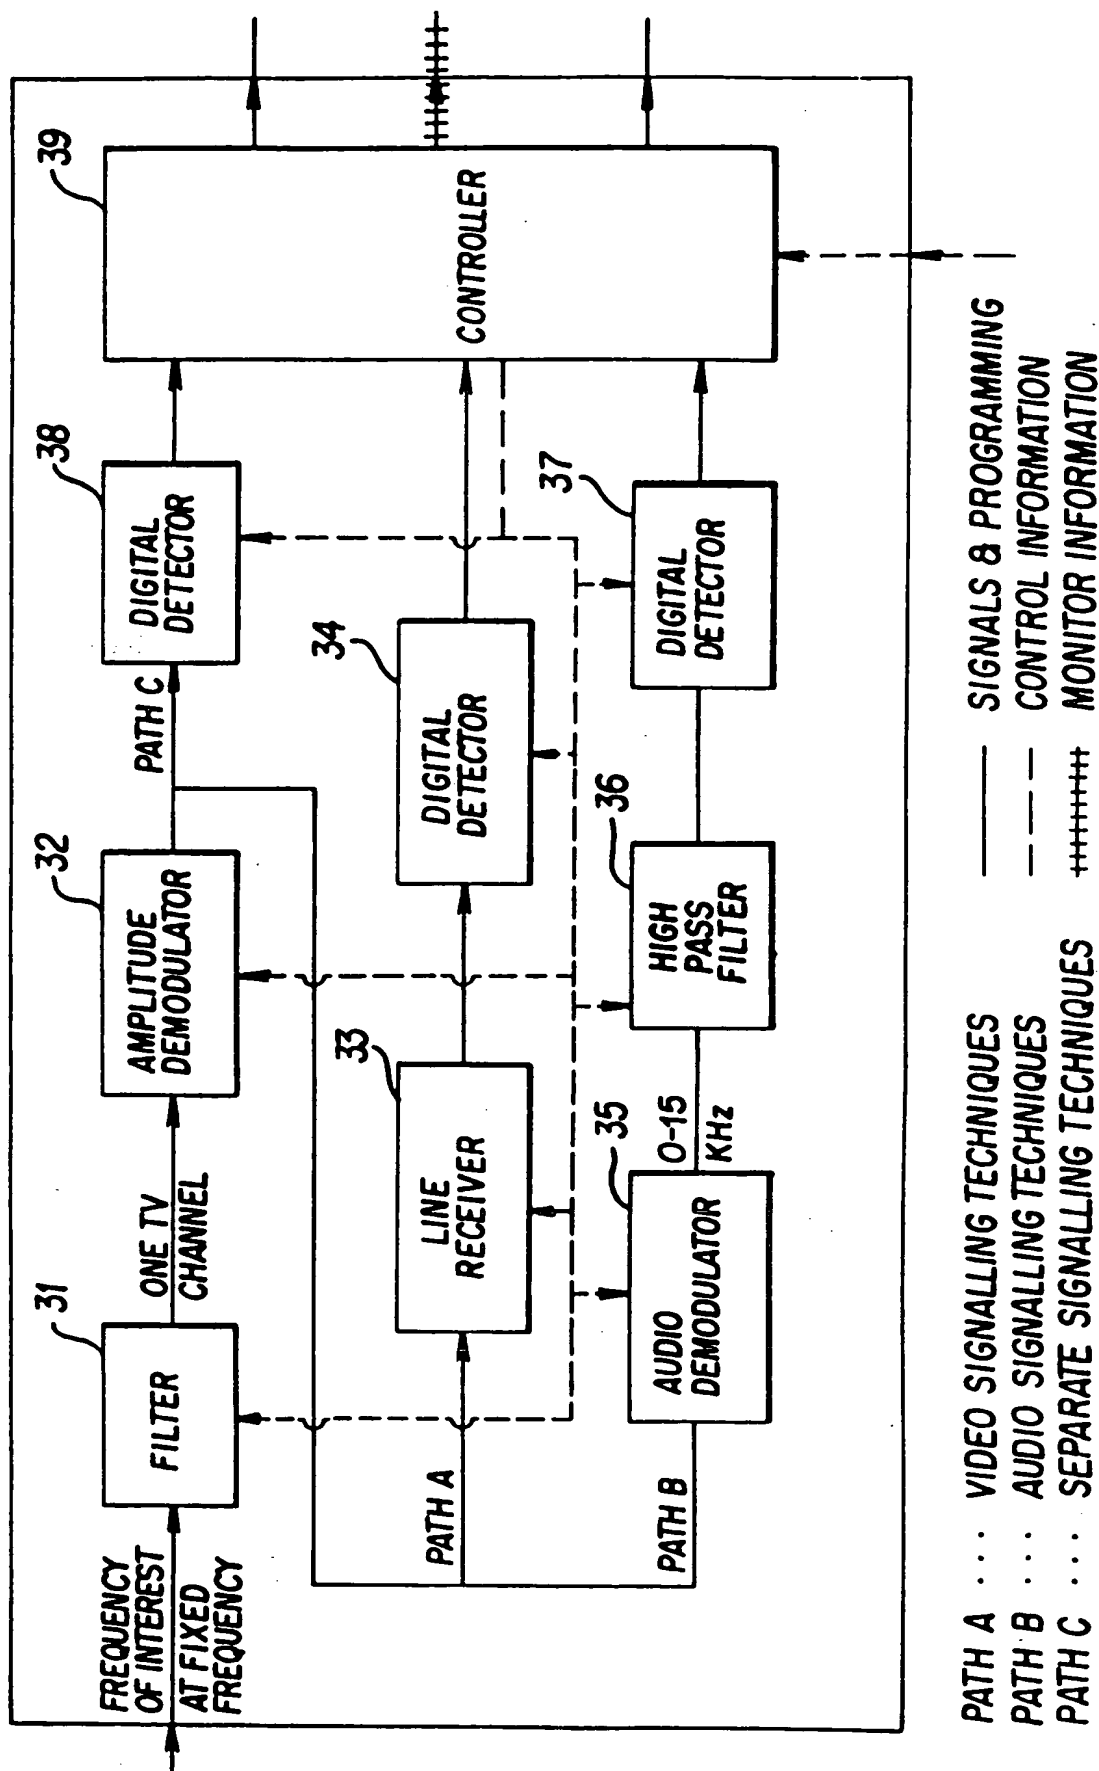 FREQUENCY
OF INTEREST
AT FIXED
FREQUENCY
31
FILTER
ONE TV
CHANNEL
32
AMPLITUDE
DEMODULATOR
PATH C
38
DIGITAL
DETECTOR
39
CONTROLLER
PATH A
33
LINE
RECEIVER
34
DIGITAL
DETECTOR
PATH B
35
AUDIO
DEMODULATOR
0-15
KHz
36
HIGH
PASS
FILTER
37
DIGITAL
DETECTOR
PATH A ... VIDEO SIGNALLING TECHNIQUES
PATH B ... AUDIO SIGNALLING TECHNIQUES
PATH C ... SEPARATE SIGNALLING TECHNIQUES
SIGNALS & PROGRAMMING
CONTROL INFORMATION
MONITOR INFORMATION